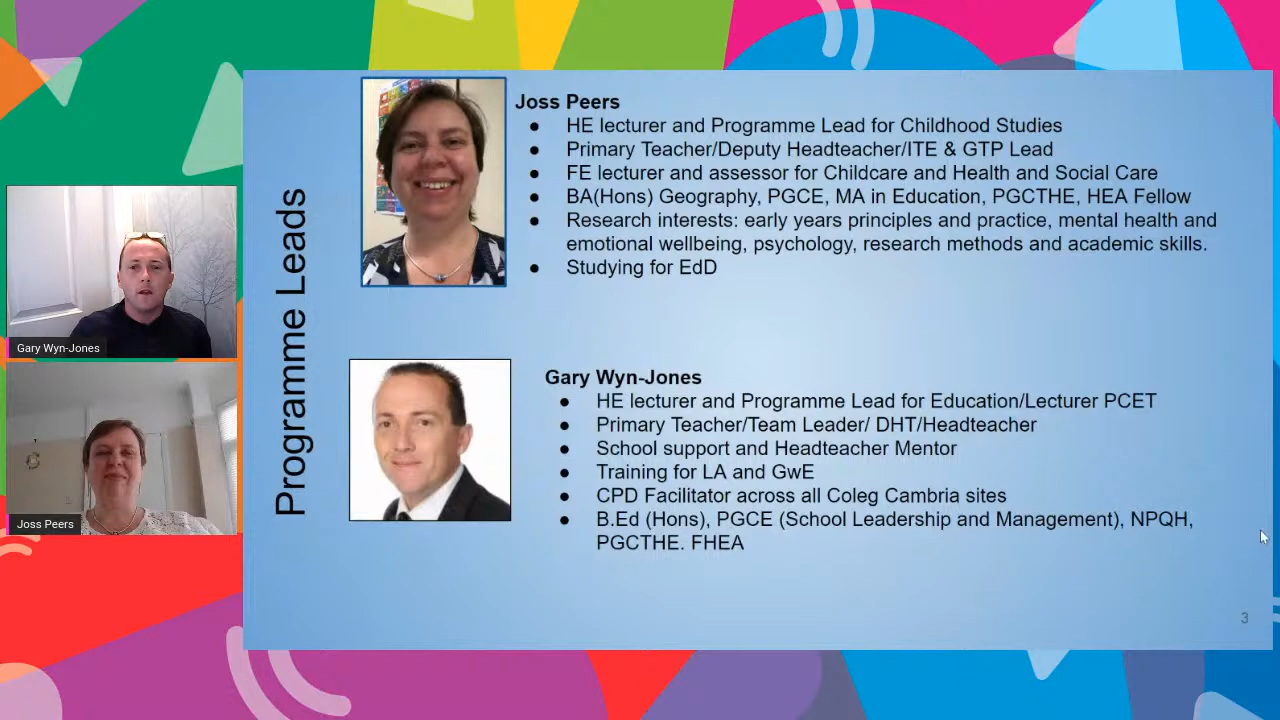 Programme Leads
Joss Peers
● HE lecturer and Programme Lead for Childhood Studies
● Primary Teacher/Deputy Headteacher/ITE & GTP Lead
● FE lecturer and assessor for Childcare and Health and Social Care
● BA(Hons) Geography, PGCE, MA in Education, PGCTHE, HEA Fellow
● Research interests: early years principles and practice, mental health and
emotional wellbeing, psychology, research methods and academic skills.
● Studying for EdD
Gary Wyn-Jones
● HE lecturer and Programme Lead for Education/Lecturer PCET
● Primary Teacher/Team Leader/ DHT/Headteacher
● School support and Headteacher Mentor
● Training for LA and GwE
● CPD Facilitator across all Coleg Cambria sites
● B.Ed (Hons), PGCE (School Leadership and Management), NPQH,
PGCTHE. FHEA
3
Gary Wyn-Jones
Joss Peers